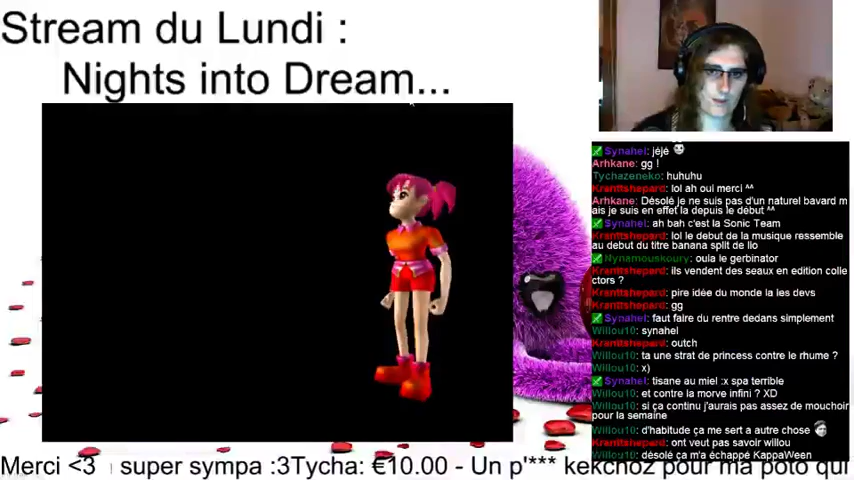 Stream du Lundi :
Nights into Dream...
Synahel: jéjé
Arhkane: gg !
Tychazeneko: huhuhu
Kranttshepard: lol ah oui merci ^^
Arhkane: Désolé je ne suis pas d'un naturel bavard m
ais je suis en effet la depuis le début ^^
Synahel: ah bah c'est la Sonic Team
Kranttshepard: lol le debut de la musique ressemble
au debut du titre banana split de lio
Nynamouskoury: oula le gerbinator
Kranttshepard: ils vendent des seaux en edition colle
ctors ?
Kranttshepard: pire idée du monde la les devs
Kranttshepard: gg
Synahel: faut faire du rentre dedans simplement
Willou10: synahel
Kranttshepard: outch
Willou10: ta une strat de princess contre le rhume ?
Willou10: x)
Synahel: tisane au miel :x spa terrible
Willou10: et contre la morve infini ? XD
Willou10: si ça continu j'aurais pas assez de mouchoir
pour la semaine
Willou10: d'habitude ça me sert a autre chose
Kranttshepard: ont veut pas savoir willou
Willou10: désolé ça m'a échappé KappaWeen
Merci <3 super sympa :3Tycha: €10.00 - Un p'*** kekchoz pour ma poto qui